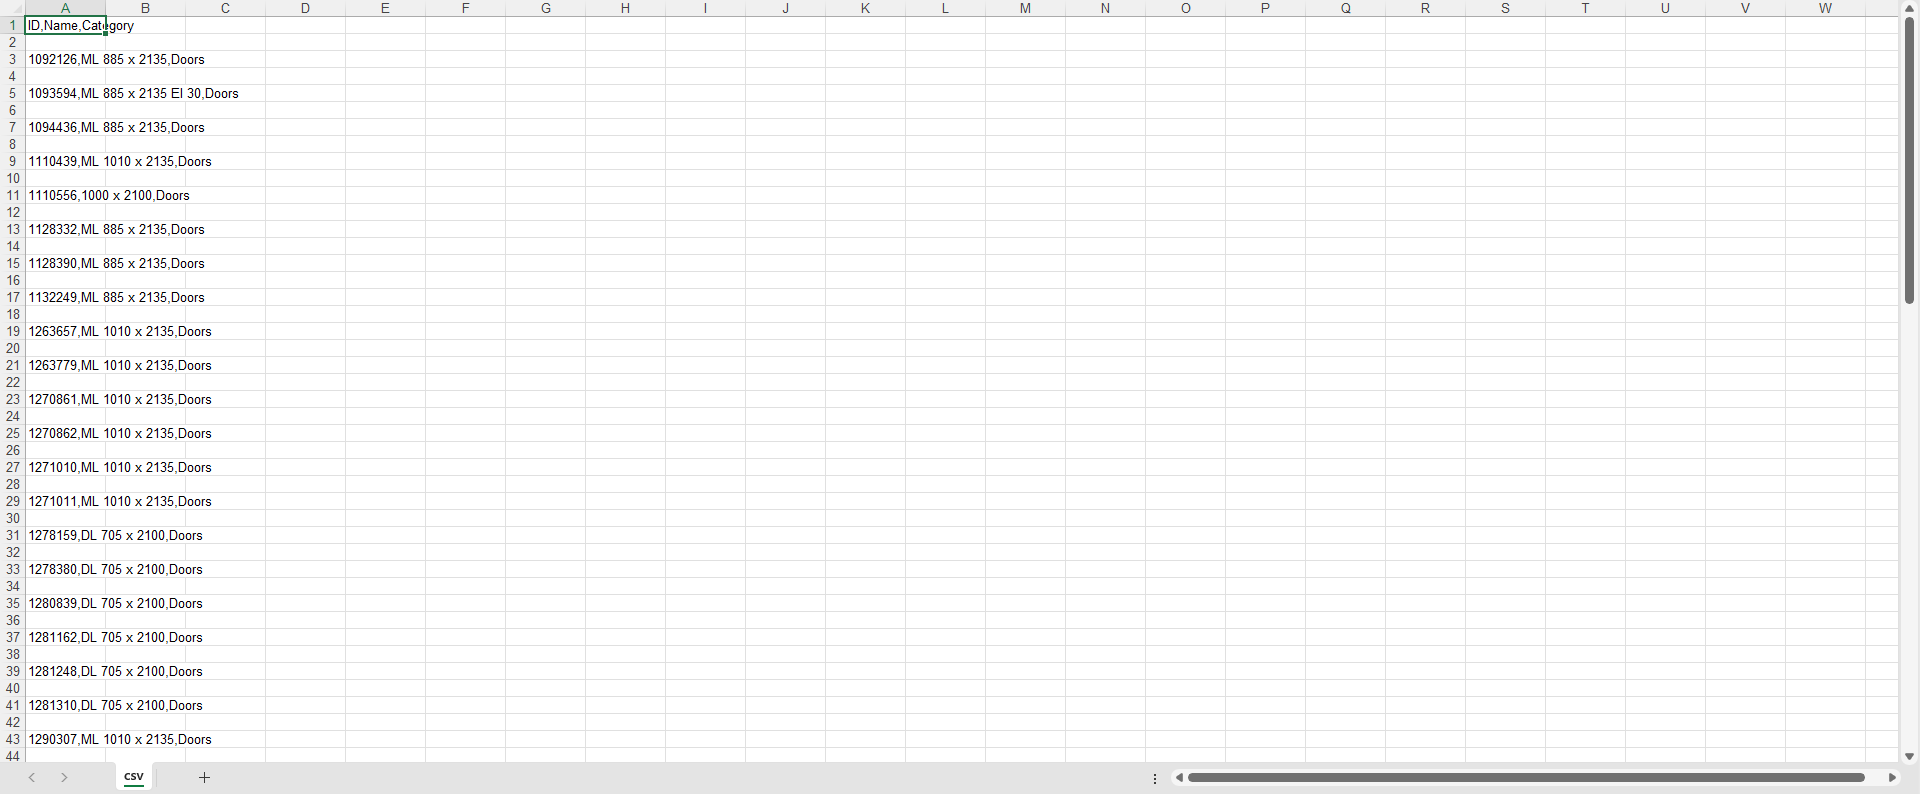 A B C D E F G H I J K L M N O P Q R S T U V W
1 ID,Name,Category
2
3 1092126,ML 885 x 2135,Doors
4
5 1093594,ML 885 x 2135 EI 30,Doors
6
7 1094436,ML 885 x 2135,Doors
8
9 1110439,ML 1010 x 2135,Doors
10
11 1110556,1000 x 2100,Doors
12
13 1128332,ML 885 x 2135,Doors
14
15 1128390,ML 885 x 2135,Doors
16
17 1132249,ML 885 x 2135,Doors
18
19 1263657,ML 1010 x 2135,Doors
20
21 1263779,ML 1010 x 2135,Doors
22
23 1270861,ML 1010 x 2135,Doors
24
25 1270862,ML 1010 x 2135,Doors
26
27 1271010,ML 1010 x 2135,Doors
28
29 1271011,ML 1010 x 2135,Doors
30
31 1278159,DL 705 x 2100,Doors
32
33 1278380,DL 705 x 2100,Doors
34
35 1280839,DL 705 x 2100,Doors
36
37 1281162,DL 705 x 2100,Doors
38
39 1281248,DL 705 x 2100,Doors
40
41 1281310,DL 705 x 2100,Doors
42
43 1290307,ML 1010 x 2135,Doors
44
csv